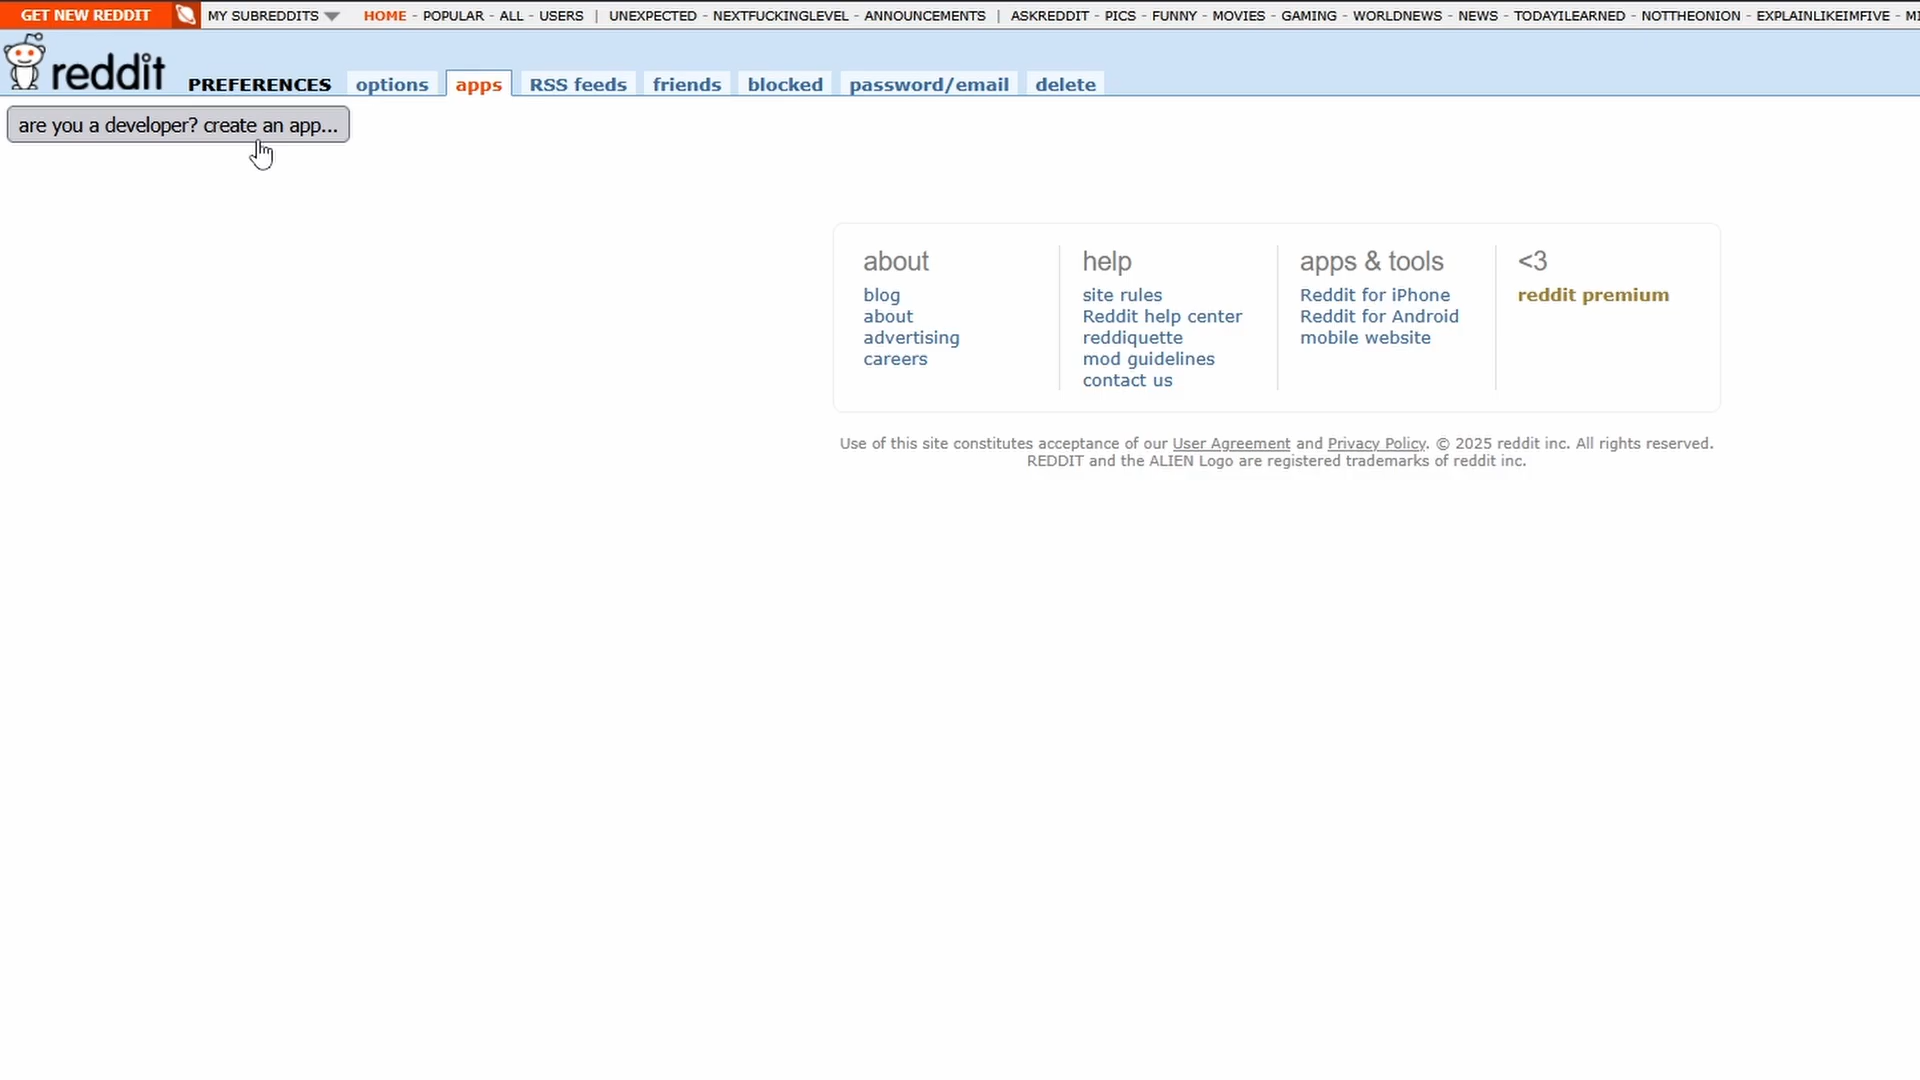 GET NEW REDDIT MY SUBREDDITS HOME - POPULAR - ALL - USERS | UNEXPECTED - NEXTFUCKINGLEVEL - ANNOUNCEMENTS | ASKREDDIT - PICS - FUNNY - MOVIES - GAMING - WORLDNEWS - NEWS - TODAYILEARNED - NOTTHEONION - EXPLAINLIKEIMFIVE -
reddit PREFERENCES options apps RSS feeds friends blocked password/email delete
are you a developer? create an app...
about
blog
about
advertising
careers
help
site rules
Reddit help center
reddiquette
mod guidelines
contact us
apps & tools
Reddit for iPhone
Reddit for Android
mobile website
<3
reddit premium
Use of this site constitutes acceptance of our User Agreement and Privacy Policy. © 2025 reddit inc. All rights reserved.
REDDIT and the ALIEN Logo are registered trademarks of reddit inc.